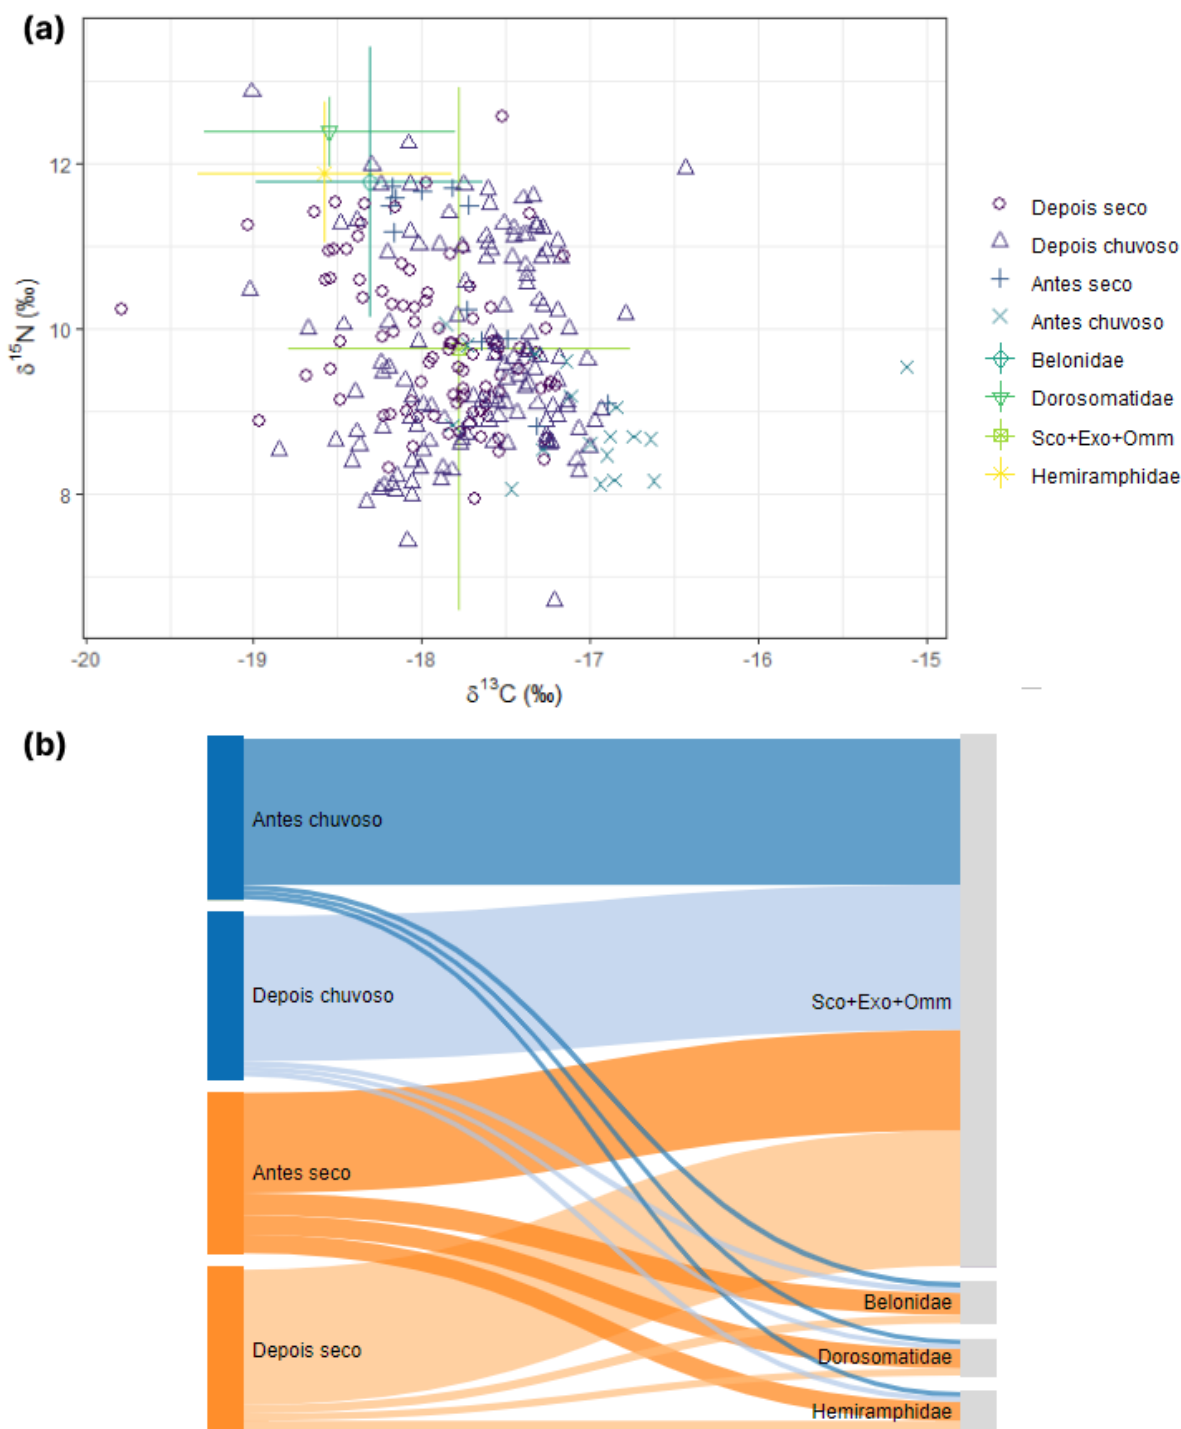 (a)
12
10
8
δ15N (‰)
-20 -19 -18 -17 -16 -15
δ13C (‰)
Depois seco
Depois chuvoso
Antes seco
Antes chuvoso
Belonidae
Dorosomatidae
Sco+Exo+Omm
Hemiramphidae
(b)
Antes chuvoso
Depois chuvoso
Antes seco
Depois seco
Sco+Exo+Omm
Belonidae
Dorosomatidae
Hemiramphidae